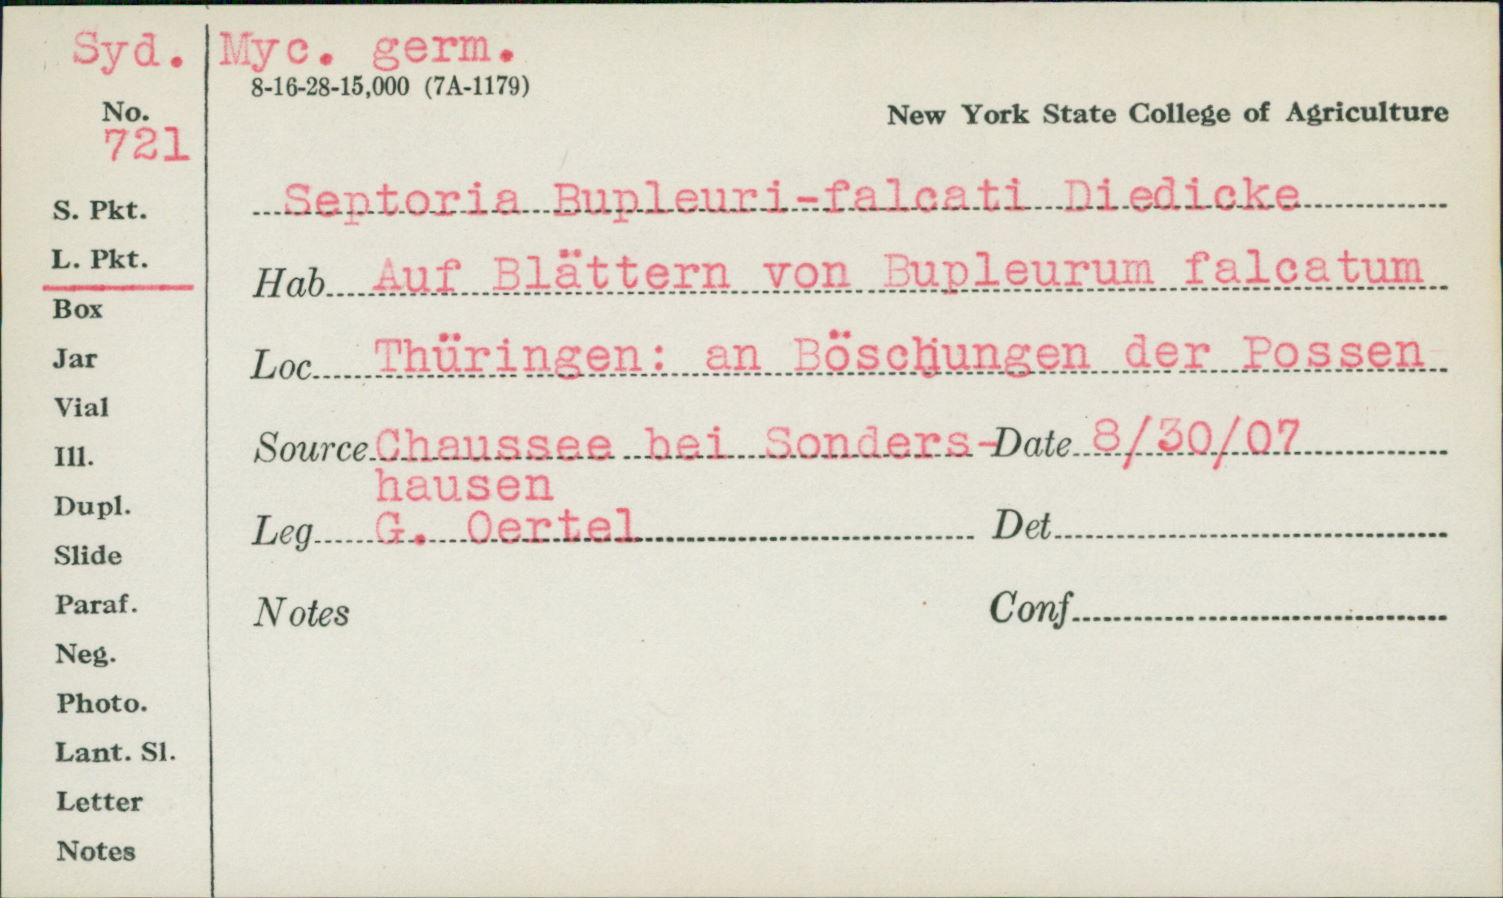 Syd. Myc. germ.
8-16-28-15,000 (7A-1179)
No.
721
New York State College of Agriculture
S. Pkt.
L. Pkt.
Box
Jar
Vial
Ill.
Dupl.
Slide
Paraf.
Neg.
Photo.
Lant. Sl.
Letter
Notes
Septoria Bupleuri-falcati Diedicke
Hab. Auf Blättern von Bupleurum falcatum
Loc. Thüringen: an Böschungen der Possen
Source Chaussee bei Sonders- Date 8/30/07
hausen
Leg. G. Oertel Det.
Notes Conf.